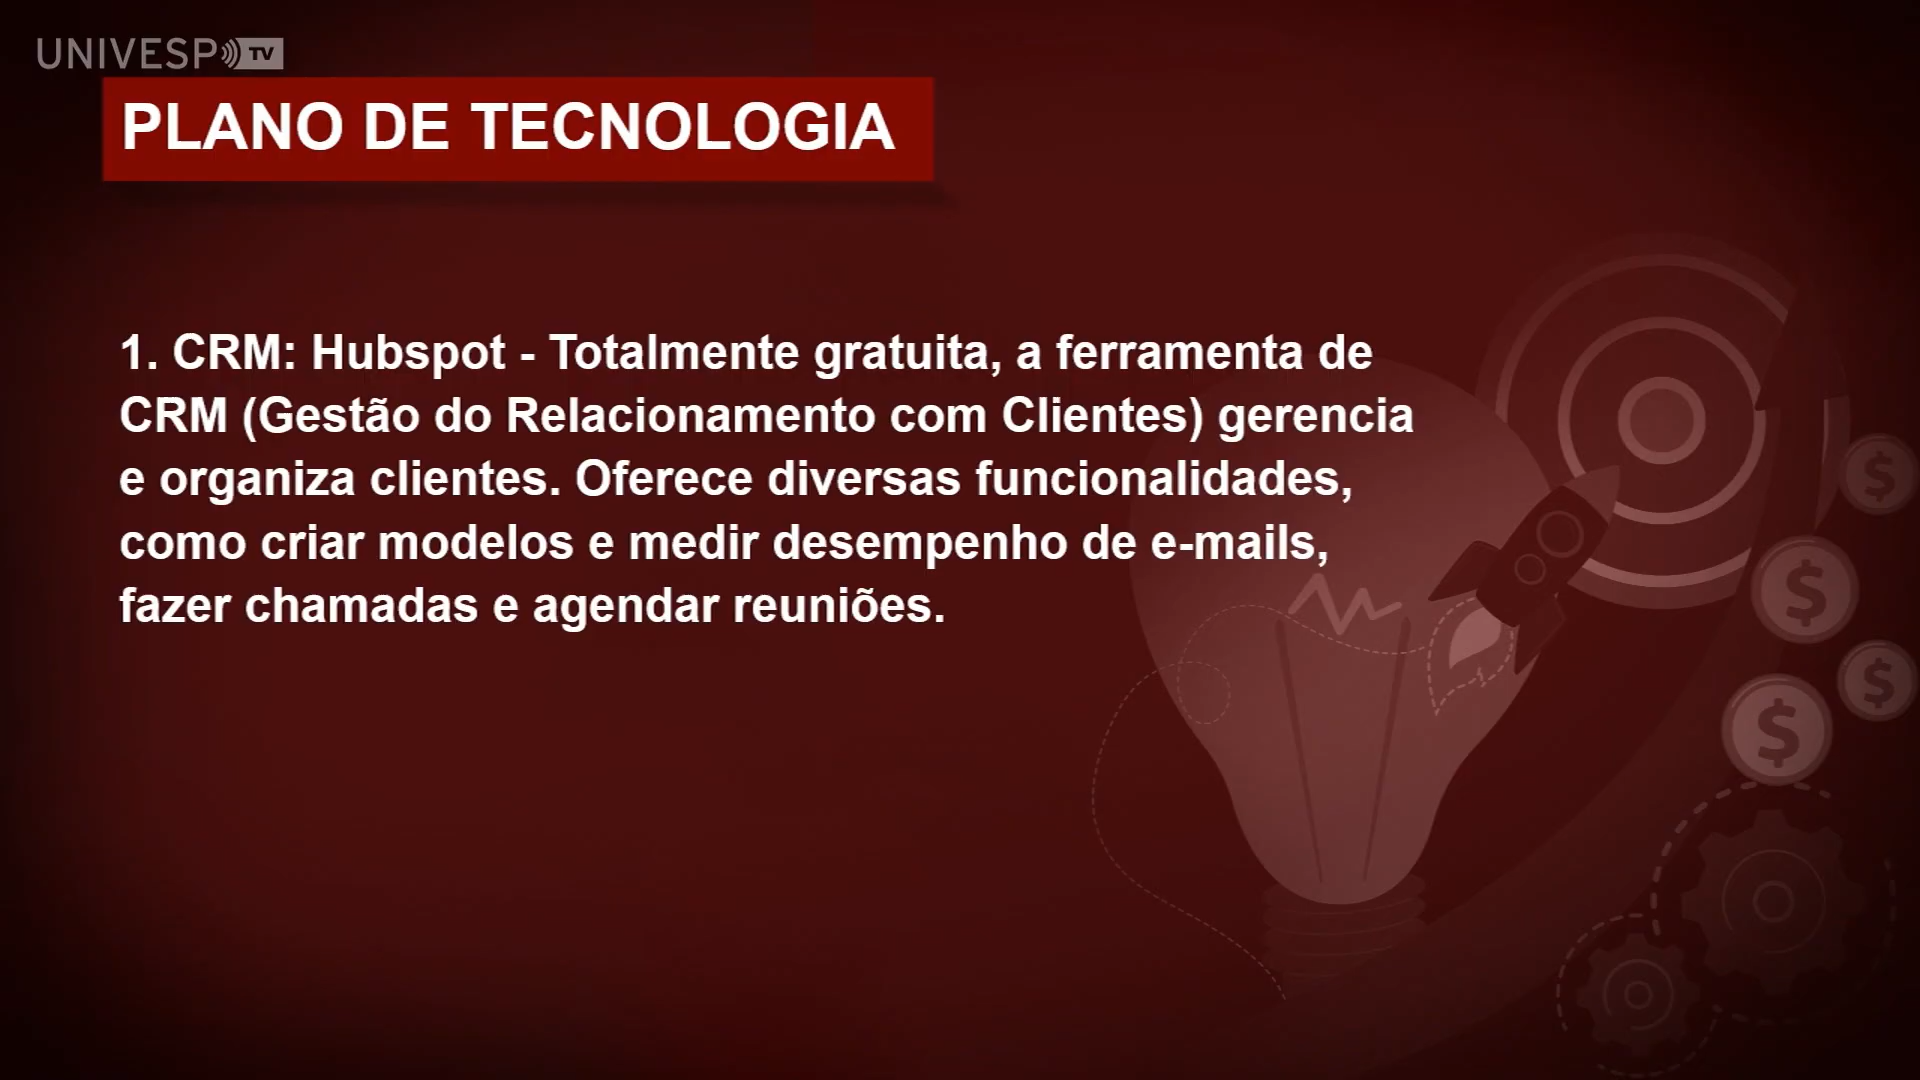 UNIVESP TV
PLANO DE TECNOLOGIA
1. CRM: Hubspot - Totalmente gratuita, a ferramenta de
CRM (Gestão do Relacionamento com Clientes) gerencia
e organiza clientes. Oferece diversas funcionalidades,
como criar modelos e medir desempenho de e-mails,
fazer chamadas e agendar reuniões.
$
$
$
$